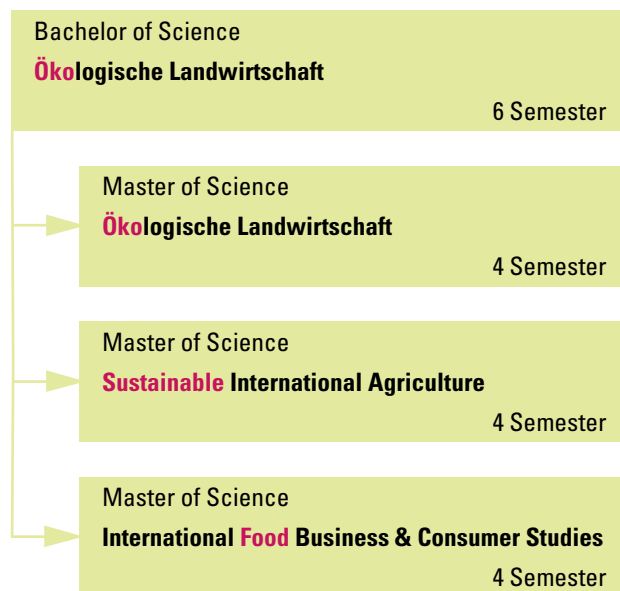 Bachelor of Science
Ökologische Landwirtschaft
6 Semester
Master of Science
Ökologische Landwirtschaft
4 Semester
Master of Science
Sustainable International Agriculture
4 Semester
Master of Science
International Food Business & Consumer Studies
4 Semester